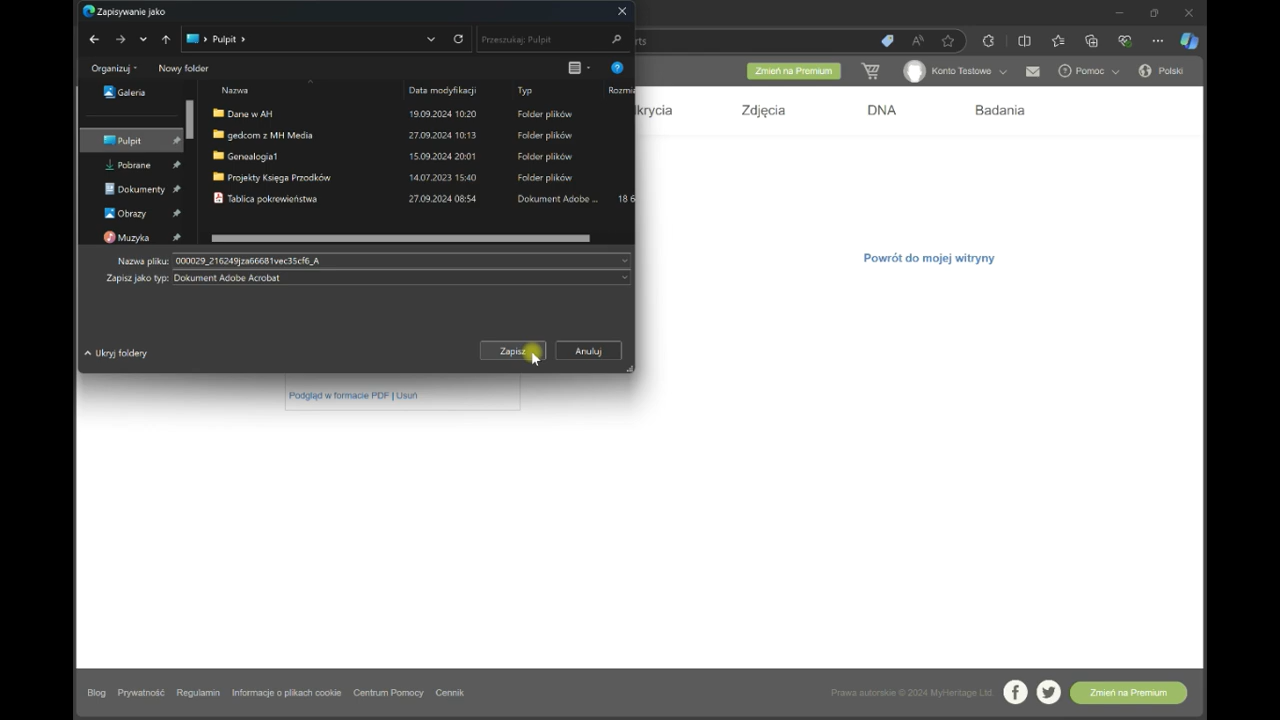 Zapisywanie jako
Pulpit
Przeszukaj: Pulpit
Organizuj
Nowy folder
Galeria
Pulpit
Pobrane
Dokumenty
Obrazy
Muzyka
Nazwa Data modyfikacji Typ
Dane w AH 19.09.2024 10:20 Folder plików
gedcom z MH Media 27.09.2024 10:13 Folder plików
Genealogia1 15.09.2024 20:01 Folder plików
Projekty Księga Przodków 14.07.2023 15:40 Folder plików
Tablica pokrewieństwa 27.09.2024 08:54 Dokument Adobe ... 18 6
Nazwa pliku: 000029_216249jza66681vec35cf6_A
Zapisz jako typ: Dokument Adobe Acrobat
Ukryj foldery
Zapisz
Anuluj
rts
Zmień na Premium
Konto Testowe
Pomoc
Polski
krycia Zdjęcia DNA Badania
Powrót do mojej witryny
Podgląd w formacie PDF | Usuń
Blog Prywatność Regulamin Informacje o plikach cookie Centrum Pomocy Cennik
Prawa autorskie © 2024 MyHeritage Ltd.
Zmień na Premium